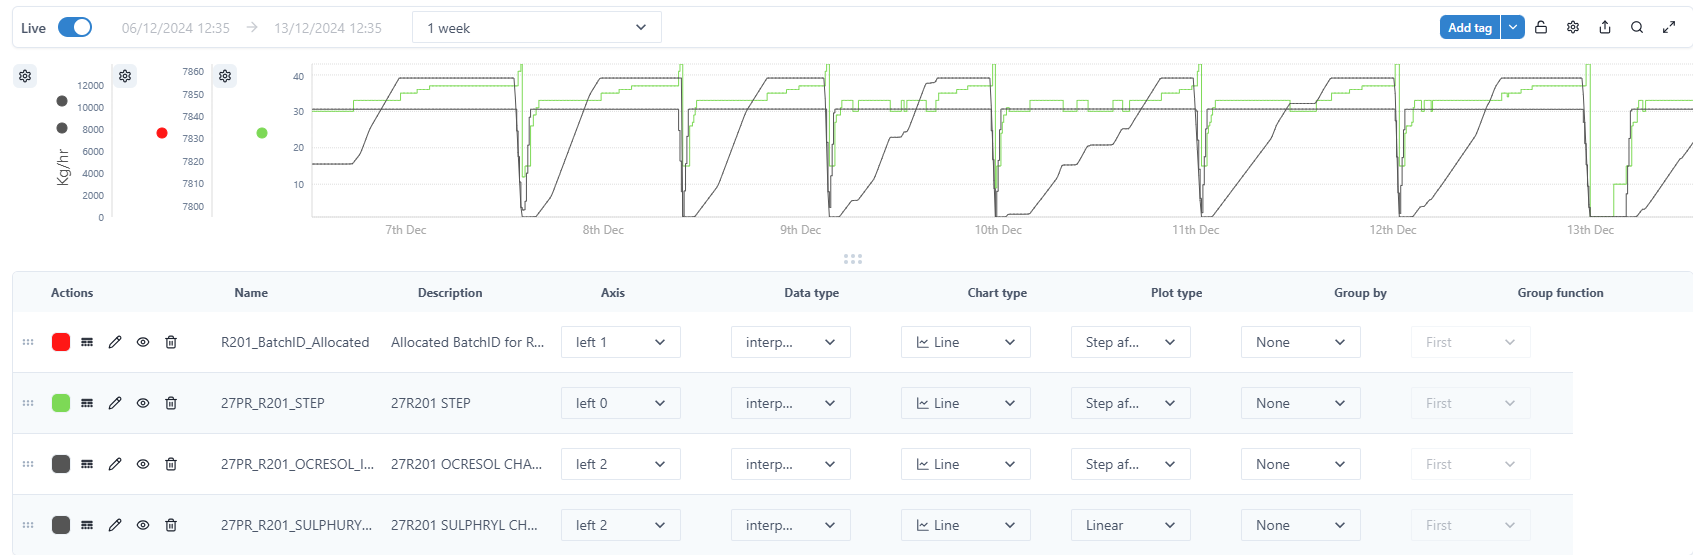 Live 06/12/2024 12:35 13/12/2024 12:35 1 week Add tag
Kg/hr
12000
10000
8000
6000
4000
2000
0
7860
7850
7840
7830
7820
7810
7800
40
30
20
10
7th Dec 8th Dec 9th Dec 10th Dec 11th Dec 12th Dec 13th Dec
Actions Name Description Axis Data type Chart type Plot type Group by Group function
R201_BatchID_Allocated Allocated BatchID for R... left 1 interp... Line Step af... None First
27PR_R201_STEP 27R201 STEP left 0 interp... Line Step af... None First
27PR_R201_OCRESOL_I... 27R201 OCRESOL CHA... left 2 interp... Line Step af... None First
27PR_R201_SULPHURY... 27R201 SULPHRYL CH... left 2 interp... Line Linear None First